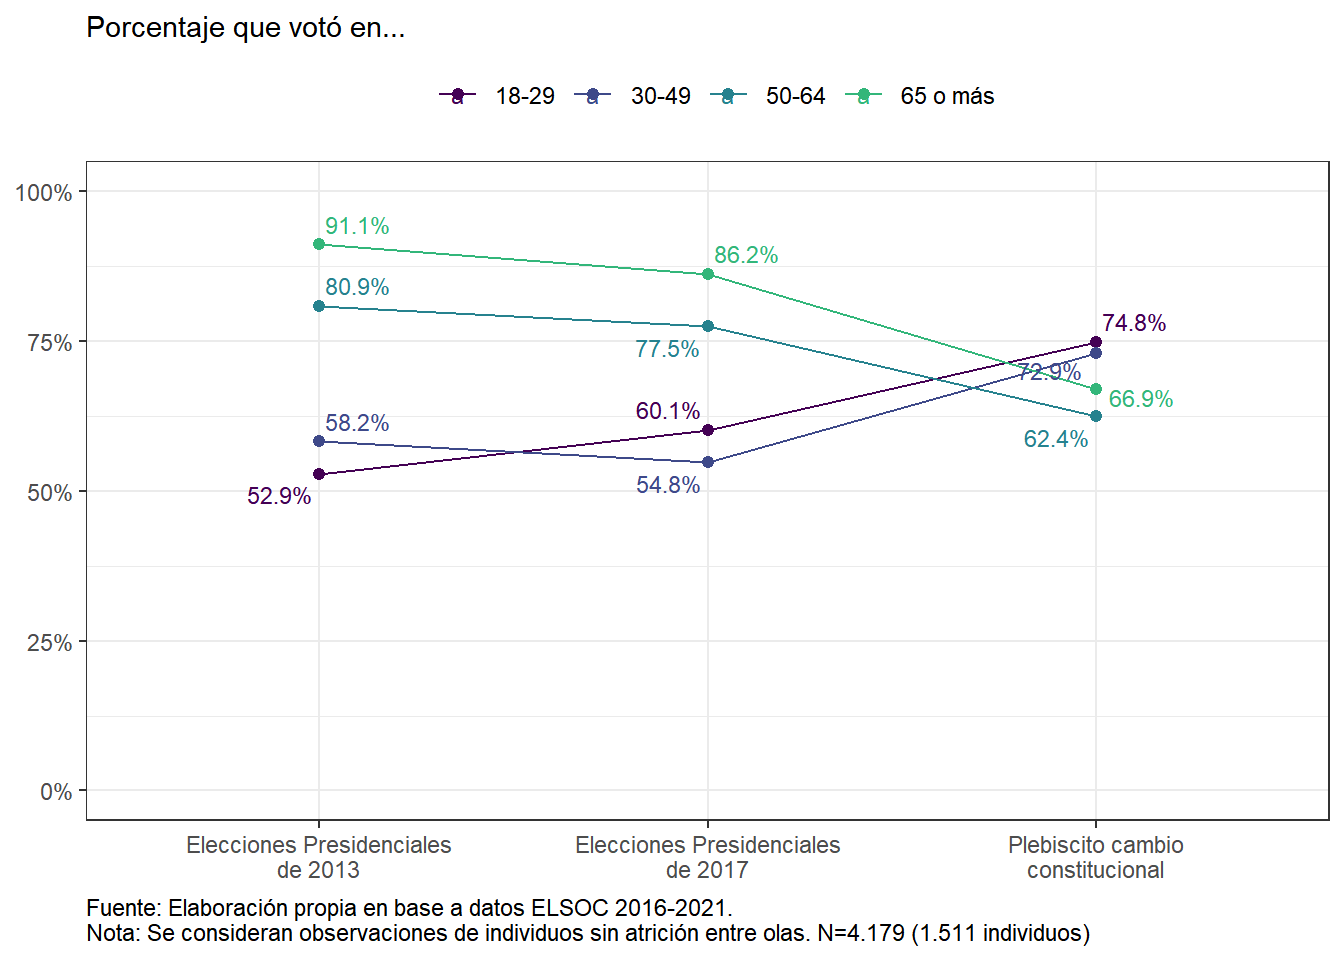 Porcentaje que votó en...
a 18-29 a 30-49 a 50-64 a 65 o más
100%
91.1%
86.2%
80.9%
74.8%
75%
77.5%
72.9%
66.9%
60.1%
58.2%
62.4%
54.8%
52.9%
50%
25%
0%
Elecciones Presidenciales
de 2013
Elecciones Presidenciales
de 2017
Plebiscito cambio
constitucional
Fuente: Elaboración propia en base a datos ELSOC 2016-2021.
Nota: Se consideran observaciones de individuos sin atrición entre olas. N=4.179 (1.511 individuos)